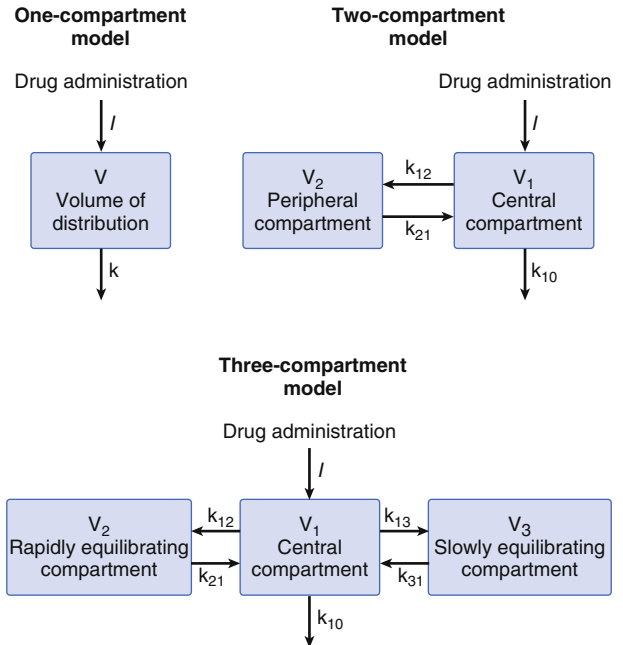 One-compartment
model
Drug administration
I
V
Volume of
distribution
k
Two-compartment
model
Drug administration
I
V2
Peripheral
compartment
k12
k21
V1
Central
compartment
k10
Three-compartment
model
Drug administration
I
V2
Rapidly equilibrating
compartment
k12
k21
V1
Central
compartment
k13
k31
V3
Slowly equilibrating
compartment
k10